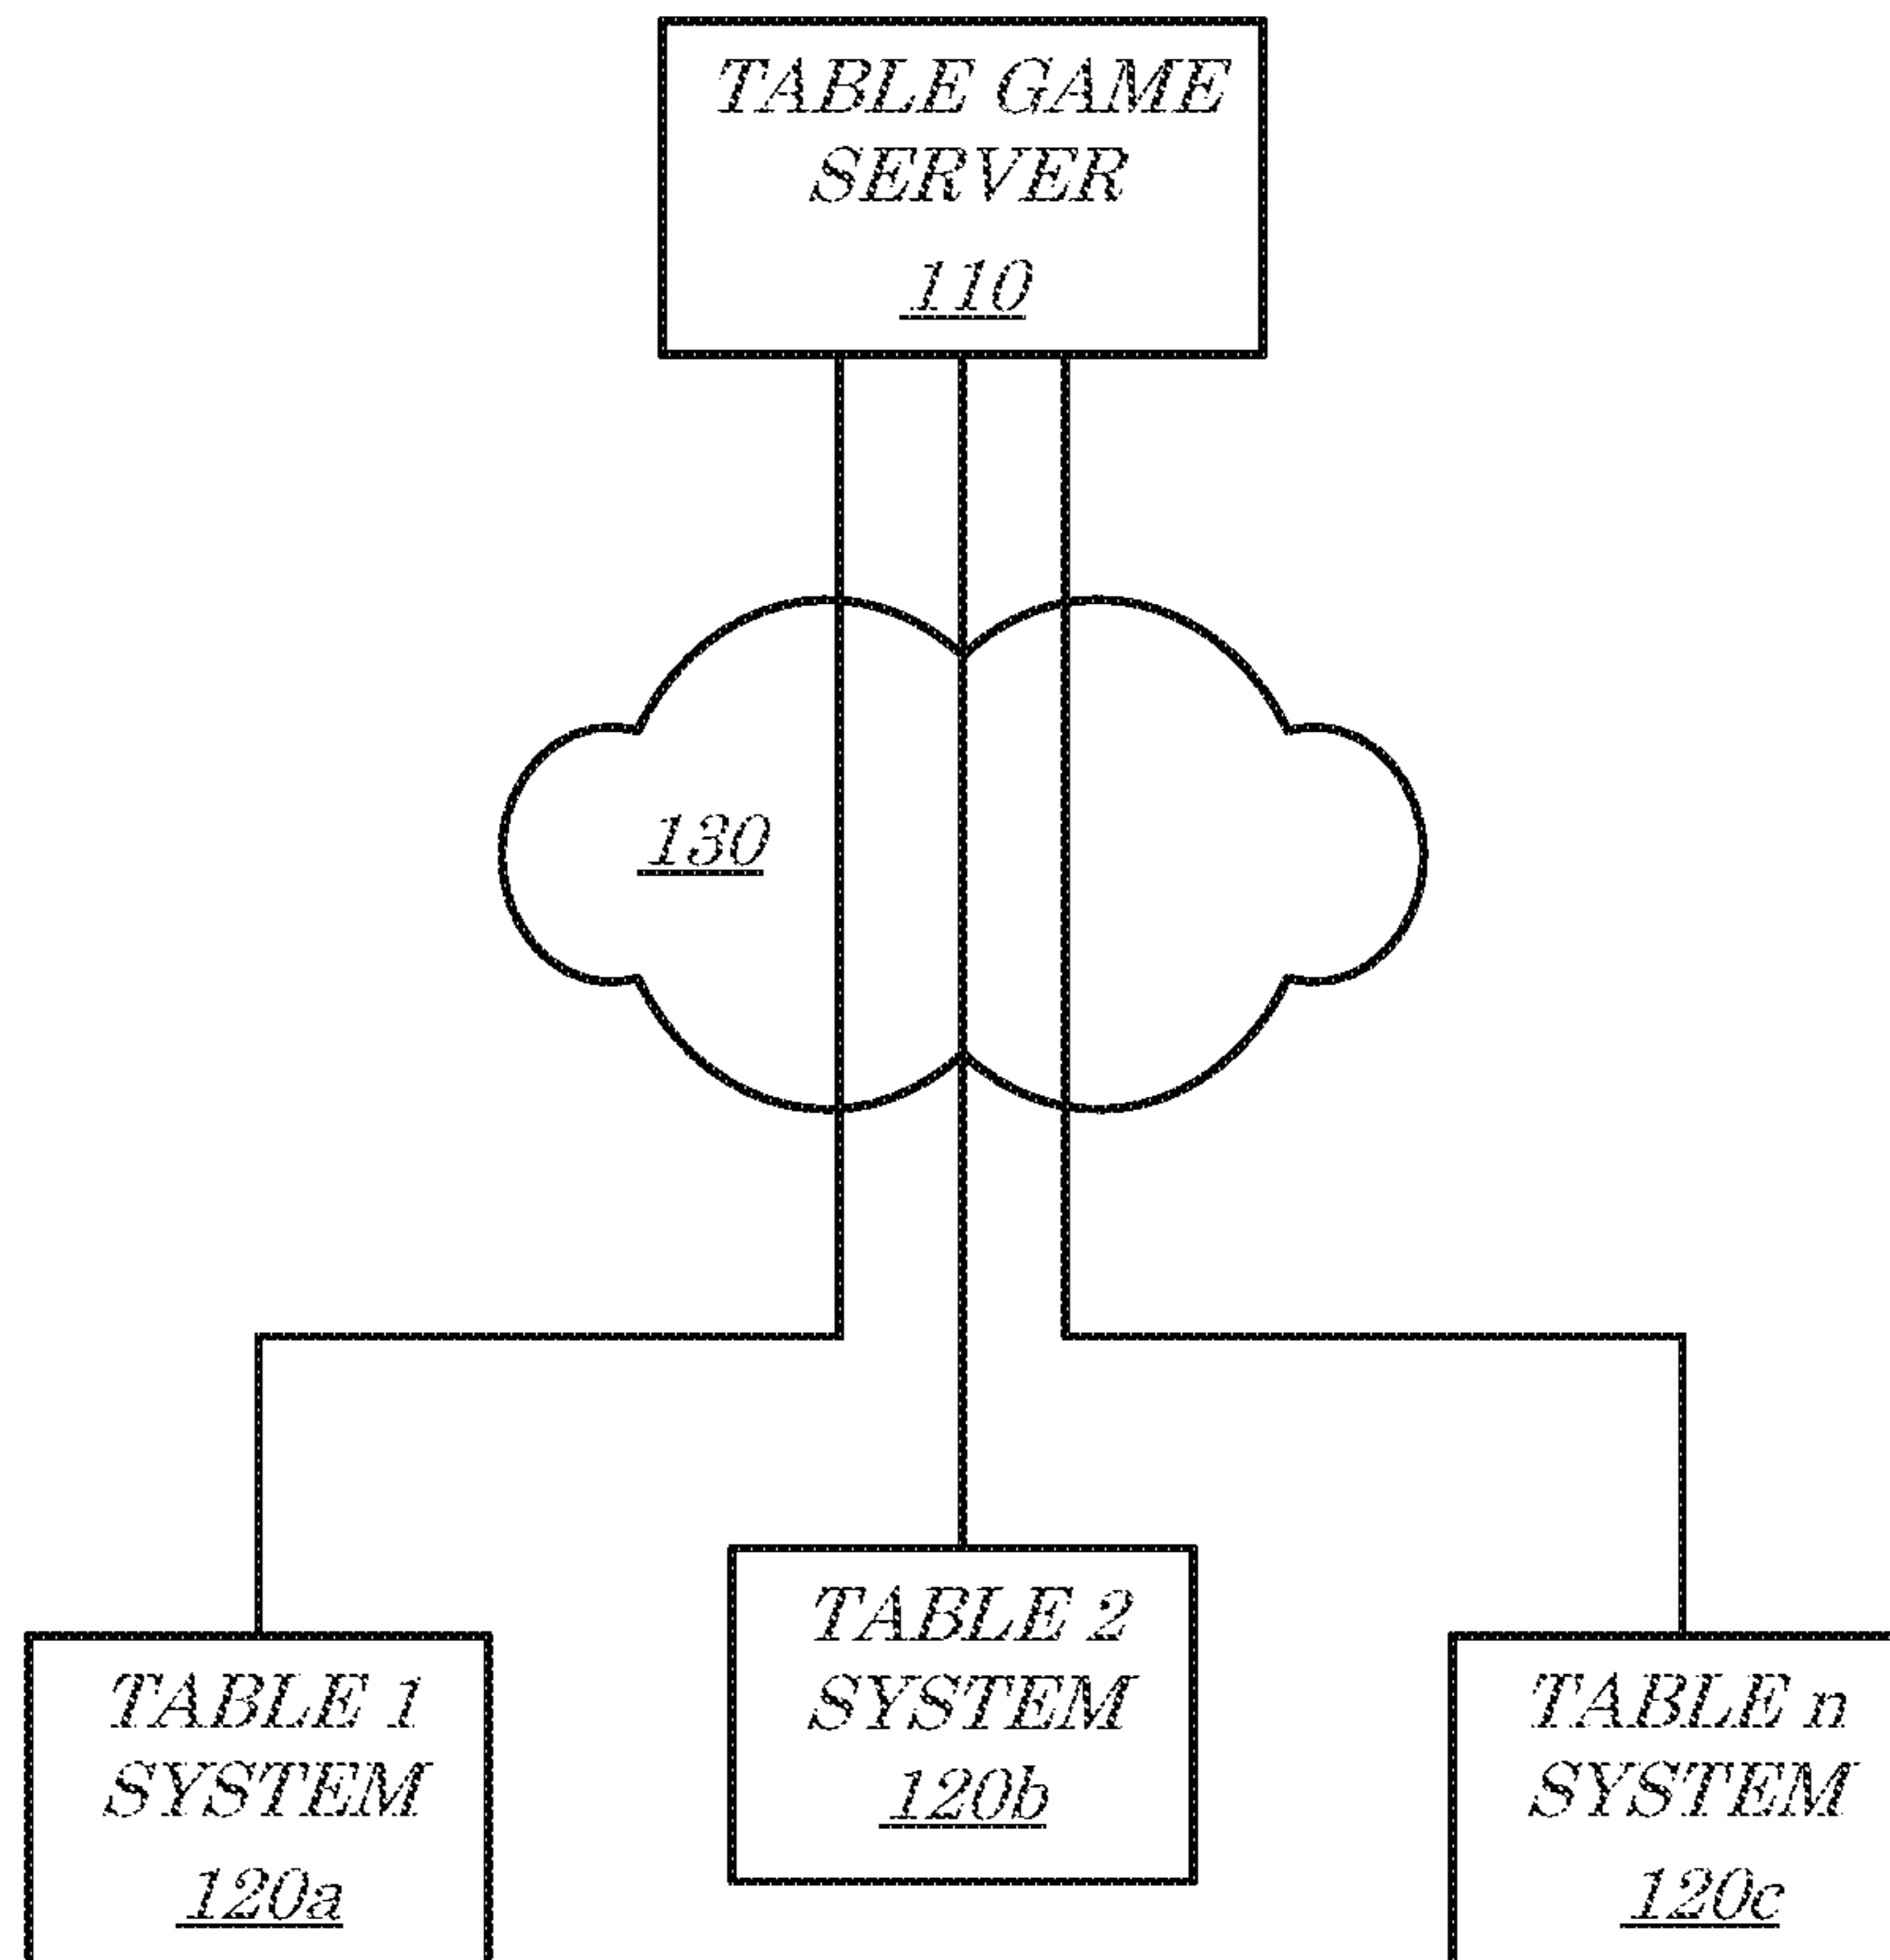 TABLE GAME
SERVER
110
130
TABLE 1
SYSTEM
120a
TABLE 2
SYSTEM
120b
TABLE n
SYSTEM
120c